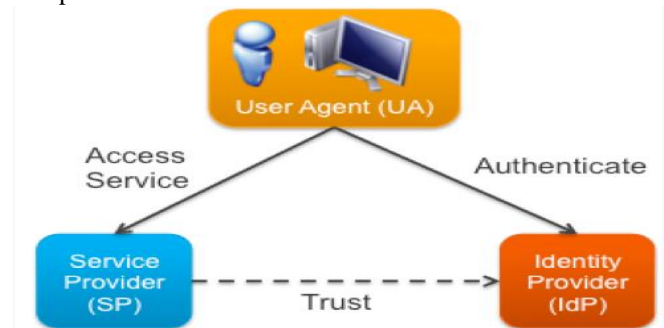 User Agent (UA)
Access
Service
Authenticate
Service
Provider
(SP)
Trust
Identity
Provider
(IdP)